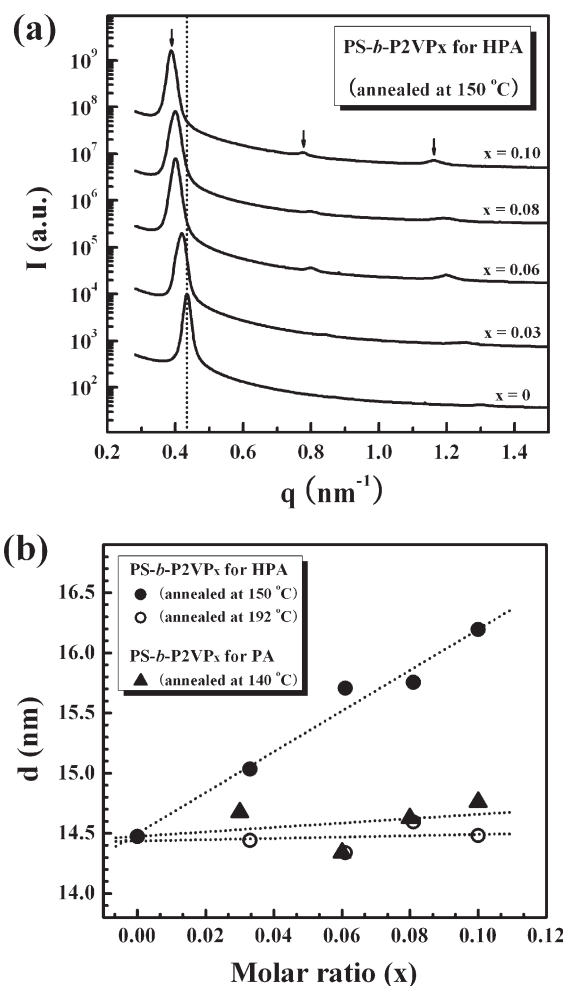 (a)
PS-b-P2VPx for HPA
(annealed at 150 °C)
10⁹
10⁸
10⁷
10⁶
10⁵
10⁴
10³
10²
I (a.u.)
x = 0.10
x = 0.08
x = 0.06
x = 0.03
x = 0
0.2 0.4 0.6 0.8 1.0 1.2 1.4
q (nm⁻¹)
(b)
PS-b-P2VPx for HPA
(annealed at 150 °C)
(annealed at 192 °C)
PS-b-P2VPx for PA
(annealed at 140 °C)
16.5
16.0
15.5
15.0
14.5
14.0
d (nm)
0.00 0.02 0.04 0.06 0.08 0.10 0.12
Molar ratio (x)